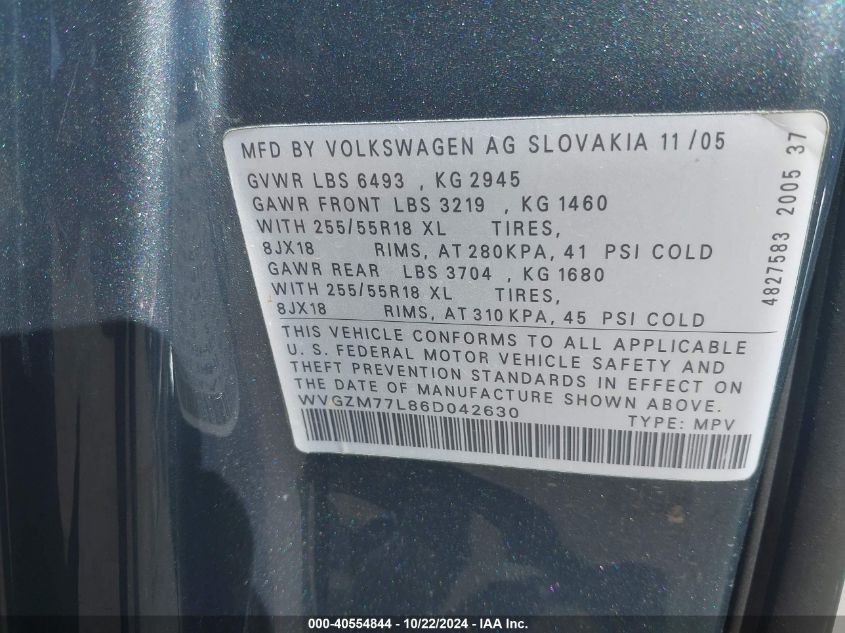 MFD BY VOLKSWAGEN AG SLOVAKIA 11/05
GVWR LBS 6493 , KG 2945
GAWR FRONT LBS 3219 , KG 1460
WITH 255/55R18 XL TIRES,
8JX18 RIMS, AT 280KPA, 41 PSI COLD
GAWR REAR LBS 3704 , KG 1680
WITH 255/55R18 XL TIRES,
8JX18 RIMS, AT 310 KPA, 45 PSI COLD
THIS VEHICLE CONFORMS TO ALL APPLICABLE
U. S. FEDERAL MOTOR VEHICLE SAFETY AND
THEFT PREVENTION STANDARDS IN EFFECT ON
THE DATE OF MANUFACTURE SHOWN ABOVE.
WVGZM77L86D042630
TYPE: MPV
4827583 2005 37
000-40554844 - 10/22/2024 - IAA Inc.